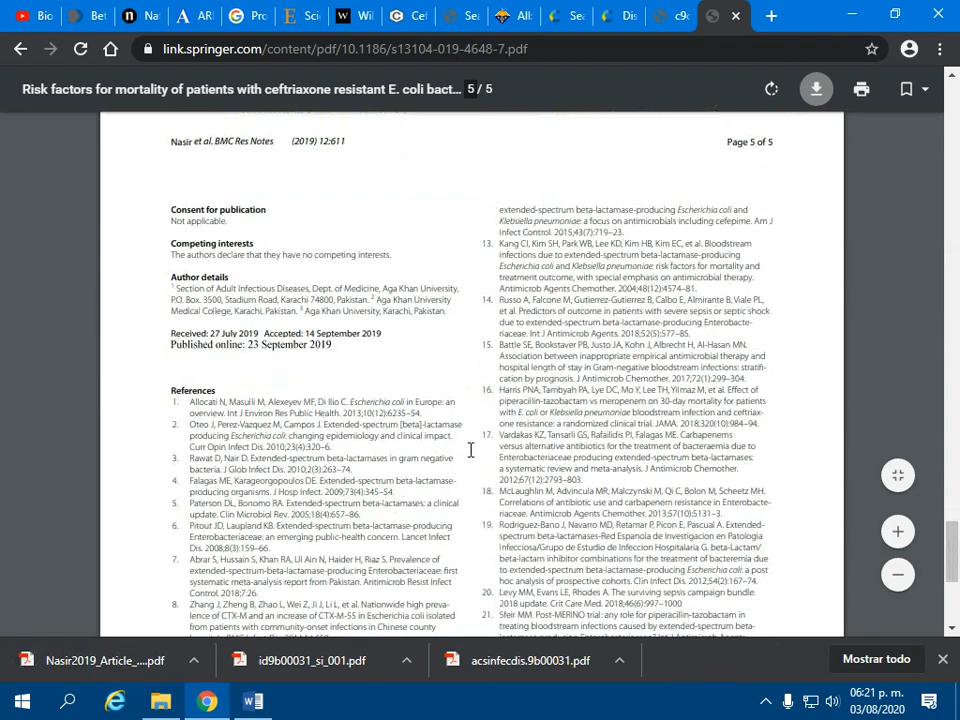 Bio
Bet
Na
AR
Pro
Sci
Wil
Cef
Sea
All:
Sea
Dis
c9c
link.springer.com/content/pdf/10.1186/s13104-019-4648-7.pdf
Risk factors for mortality of patients with ceftriaxone resistant E. coli bact... 5 / 5
Nasir et al. BMC Res Notes (2019) 12:611
Page 5 of 5
Consent for publication
Not applicable.
Competing interests
The authors declare that they have no competing interests.
Author details
1 Section of Adult Infectious Diseases, Dept. of Medicine, Aga Khan University,
P.O. Box. 3500, Stadium Road, Karachi 74800, Pakistan. 2 Aga Khan University
Medical College, Karachi, Pakistan. 3 Aga Khan University, Karachi, Pakistan.
Received: 27 July 2019 Accepted: 14 September 2019
Published online: 23 September 2019
References
1. Allocati N, Masulli M, Alexeyev MF, Di Ilio C. Escherichia coli in Europe: an
overview. Int J Environ Res Public Health. 2013;10(12):6235–54.
2. Oteo J, Perez-Vazquez M, Campos J. Extended-spectrum [beta]-lactamase
producing Escherichia coli: changing epidemiology and clinical impact.
Curr Opin Infect Dis. 2010;23(4):320–6.
3. Rawat D, Nair D. Extended-spectrum beta-lactamases in gram negative
bacteria. J Glob Infect Dis. 2010;2(3):263–74.
4. Falagas ME, Karageorgopoulos DE. Extended-spectrum beta-lactamase-
producing organisms. J Hosp Infect. 2009;73(4):345–54.
5. Paterson DL, Bonomo RA. Extended-spectrum beta-lactamases: a clinical
update. Clin Microbiol Rev. 2005;18(4):657–86.
6. Pitout JD, Laupland KB. Extended-spectrum beta-lactamase-producing
Enterobacteriaceae: an emerging public-health concern. Lancet Infect
Dis. 2008;8(3):159–66.
7. Abrar S, Hussain S, Khan RA, Ul Ain N, Haider H, Riaz S. Prevalence of
extended-spectrum beta-lactamase-producing Enterobacteriaceae: first
systematic meta-analysis report from Pakistan. Antimicrob Resist Infect
Control. 2018;7:26.
8. Zhang J, Zheng B, Zhao L, Wei Z, Ji J, Li L, et al. Nationwide high preva-
lence of CTX-M and an increase of CTX-M-55 in Escherichia coli isolated
from patients with community-onset infections in Chinese county
extended-spectrum beta-lactamase-producing Escherichia coli and
Klebsiella pneumoniae: a focus on antimicrobials including cefepime. Am J
Infect Control. 2015;43(7):719–23.
13. Kang CI, Kim SH, Park WB, Lee KD, Kim HB, Kim EC, et al. Bloodstream
infections due to extended-spectrum beta-lactamase-producing
Escherichia coli and Klebsiella pneumoniae: risk factors for mortality and
treatment outcome, with special emphasis on antimicrobial therapy.
Antimicrob Agents Chemother. 2004;48(12):4574–81.
14. Russo A, Falcone M, Gutierrez-Gutierrez B, Calbo E, Almirante B, Viale PL,
et al. Predictors of outcome in patients with severe sepsis or septic shock
due to extended-spectrum beta-lactamase-producing Enterobacte-
riaceae. Int J Antimicrob Agents. 2018;52(5):577–85.
15. Battle SE, Bookstaver PB, Justo JA, Kohn J, Albrecht H, Al-Hasan MN.
Association between inappropriate empirical antimicrobial therapy and
hospital length of stay in Gram-negative bloodstream infections: stratifi-
cation by prognosis. J Antimicrob Chemother. 2017;72(1):299–304.
16. Harris PNA, Tambyah PA, Lye DC, Mo Y, Lee TH, Yilmaz M, et al. Effect of
piperacillin-tazobactam vs meropenem on 30-day mortality for patients
with E. coli or Klebsiella pneumoniae bloodstream infection and ceftriax-
one resistance: a randomized clinical trial. JAMA. 2018;320(10):984–94.
17. Vardakas KZ, Tansarli GS, Rafailidis PI, Falagas ME. Carbapenems
versus alternative antibiotics for the treatment of bacteraemia due to
Enterobacteriaceae producing extended-spectrum beta-lactamases:
a systematic review and meta-analysis. J Antimicrob Chemother.
2012;67(12):2793–803.
18. McLaughlin M, Advincula MR, Malczynski M, Qi C, Bolon M, Scheetz MH.
Correlations of antibiotic use and carbapenem resistance in Enterobacte-
riaceae. Antimicrob Agents Chemother. 2013;57(10):5131–3.
19. Rodriguez-Bano J, Navarro MD, Retamar P, Picon E, Pascual A. Extended-
spectrum beta-lactamases-Red Espanola de Investigacion en Patologia
Infecciosa/Grupo de Estudio de Infeccion Hospitalaria G. beta-Lactam/
beta-lactam inhibitor combinations for the treatment of bacteremia due
to extended-spectrum beta-lactamase-producing Escherichia coli: a post
hoc analysis of prospective cohorts. Clin Infect Dis. 2012;54(2):167–74.
20. Levy MM, Evans LE, Rhodes A. The surviving sepsis campaign bundle:
2018 update. Crit Care Med. 2018;46(6):997–1000
21. Sfeir MM. Post-MERINO trial: any role for piperacillin-tazobactam in
treating bloodstream infections caused by extended-spectrum beta-
Nasir2019_Article_....pdf
id9b00031_si_001.pdf
acsinfecdis.9b00031.pdf
Mostrar todo
06:21 p. m.
03/08/2020